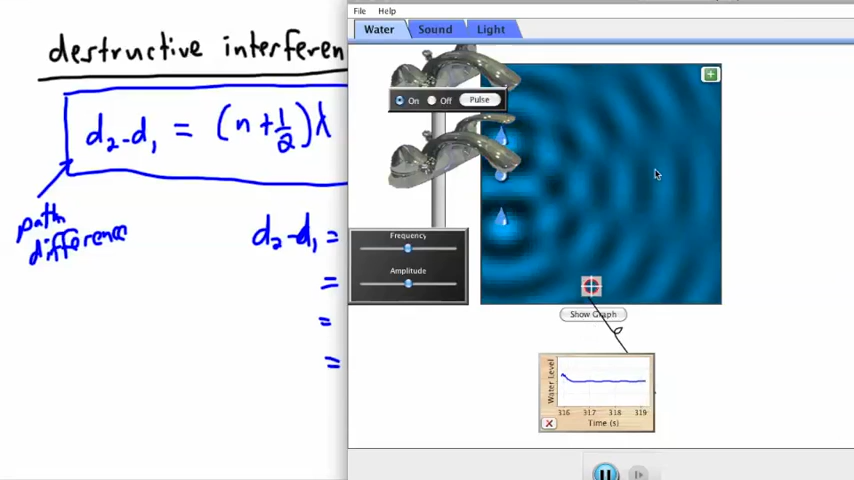 File Help
Water Sound Light
destructive interferen
On Off Pulse
d₂-d₁ = (n+½)λ
path
difference
d₂-d₁ =
=
=
=
Frequency
Amplitude
Show Graph
Water Level
316 317 318 319
Time (s)